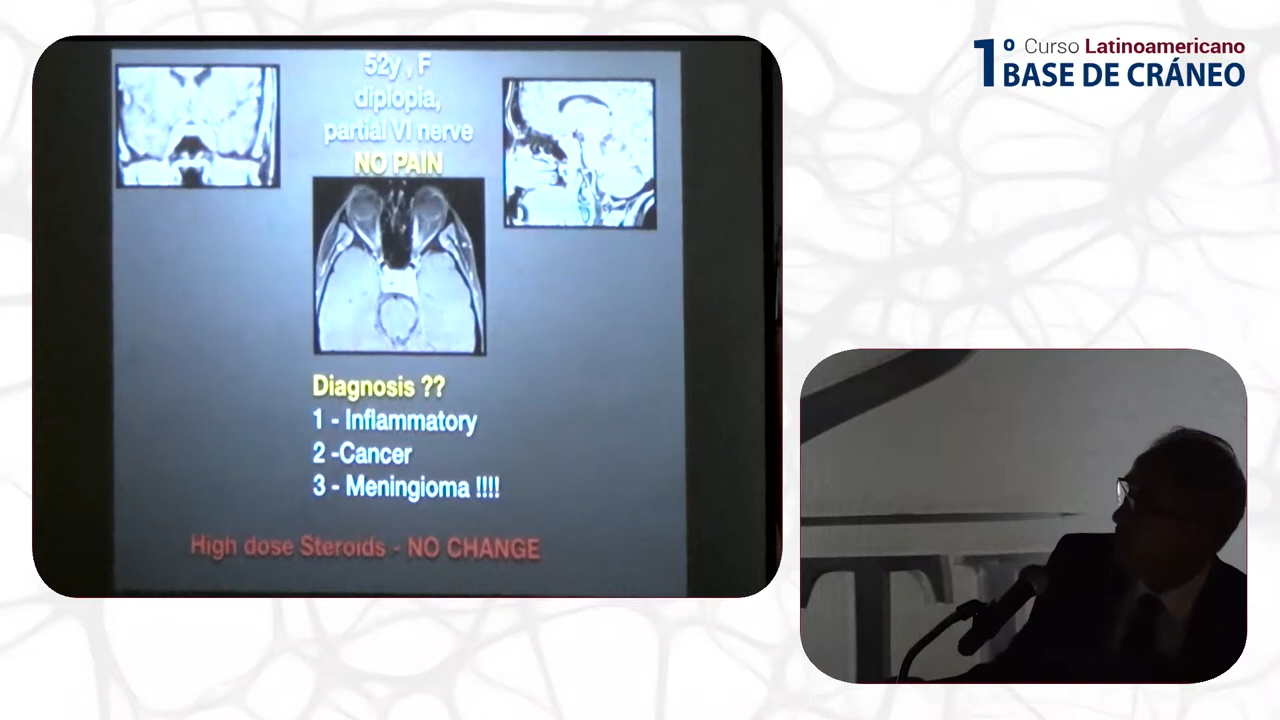 52y , F
diplopia,
partial VI nerve
NO PAIN
Diagnosis ??
1 - Inflammatory
2 -Cancer
3 - Meningioma !!!!
High dose Steroids - NO CHANGE
1º Curso Latinoamericano
BASE DE CRÁNEO